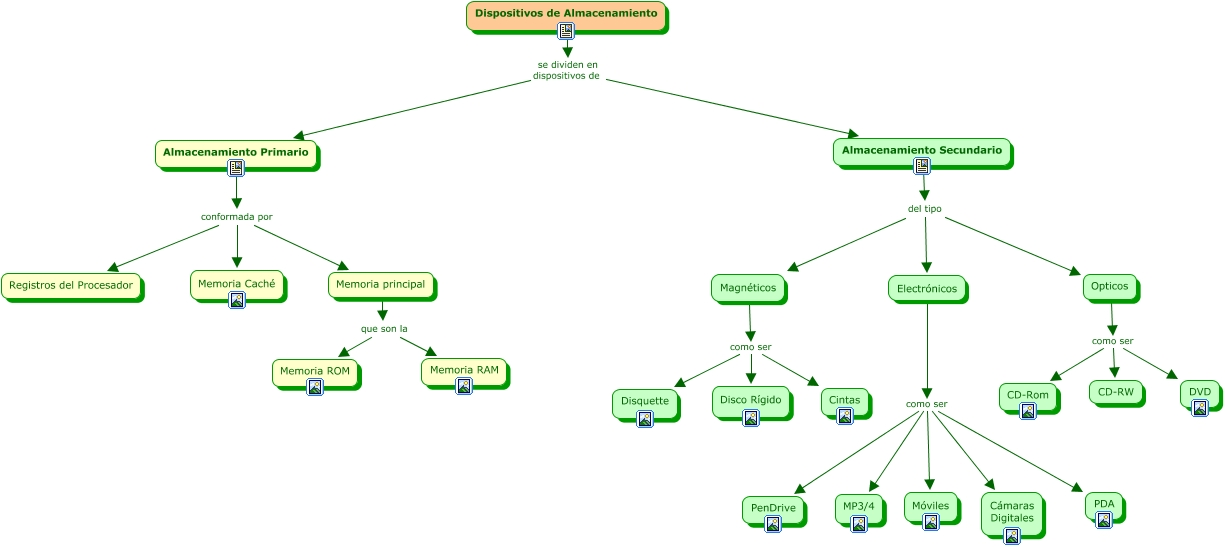 Dispositivos de Almacenamiento
se dividen en
dispositivos de
Almacenamiento Primario
Almacenamiento Secundario
conformada por
del tipo
Registros del Procesador
Memoria Caché
Memoria principal
Magnéticos
Electrónicos
Opticos
que son la
como ser
como ser
Memoria ROM
Memoria RAM
Disquette
Disco Rígido
Cintas
como ser
CD-Rom
CD-RW
DVD
PenDrive
MP3/4
Móviles
Cámaras
Digitales
PDA